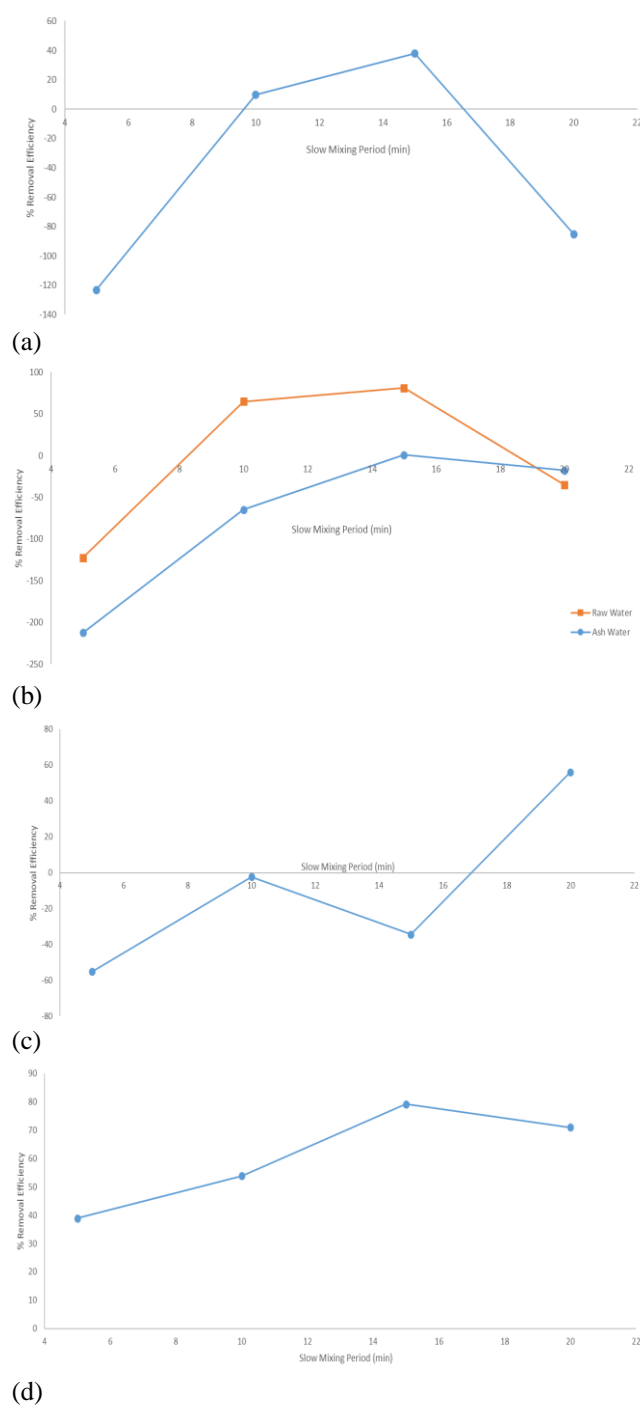 60
40
20
0
-20
-40
-60
-80
-100
-120
-140
4 6 8 10 12 14 16 18 20 22
% Removal Efficiency
Slow Mixing Period (min)
(a)
100
50
0
-50
-100
-150
-200
-250
4 6 8 10 12 14 16 18 20 22
% Removal Efficiency
Slow Mixing Period (min)
Raw Water
Ash Water
(b)
80
60
40
20
0
-20
-40
-60
-80
4 6 8 10 12 14 16 18 20 22
% Removal Efficiency
Slow Mixing Period (min)
(c)
90
80
70
60
50
40
30
20
10
0
4 6 8 10 12 14 16 18 20 22
% Removal Efficiency
Slow Mixing Period (min)
(d)